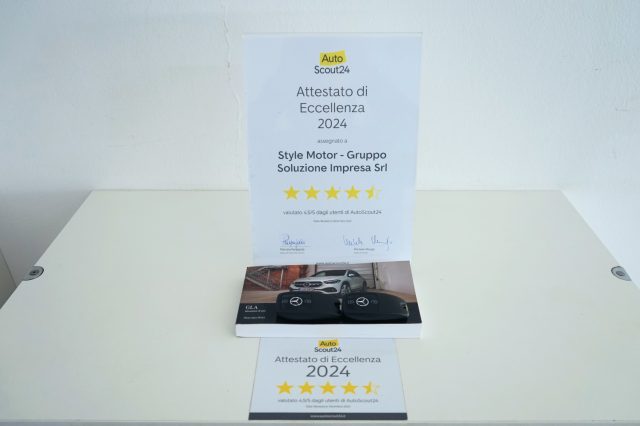 Auto
Scout24
Attestato di
Eccellenza
2024
assegnato a
Style Motor - Gruppo
Soluzione Impresa Srl
valutato 4,5/5 dagli utenti di AutoScout24
GLA
Auto
Scout24
Attestato di Eccellenza
2024
valutato 4,5/5 dagli utenti di AutoScout24